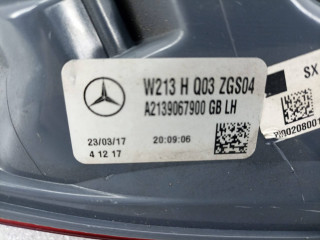 W213 H Q03 ZGS04
A2139067900 GB LH
23/03/17 20:09:06
4 12 17
SX